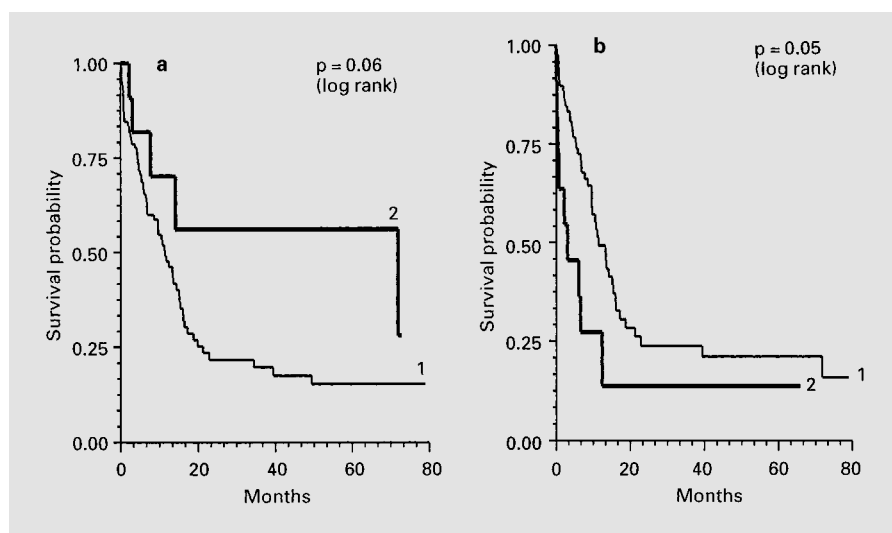 a
p = 0.06
(log rank)
1.00
0.75
0.50
0.25
0.00
Survival probability
2
1
0 20 40 60 80
Months
b
p = 0.05
(log rank)
1.00
0.75
0.50
0.25
0.00
Survival probability
1
2
0 20 40 60 80
Months